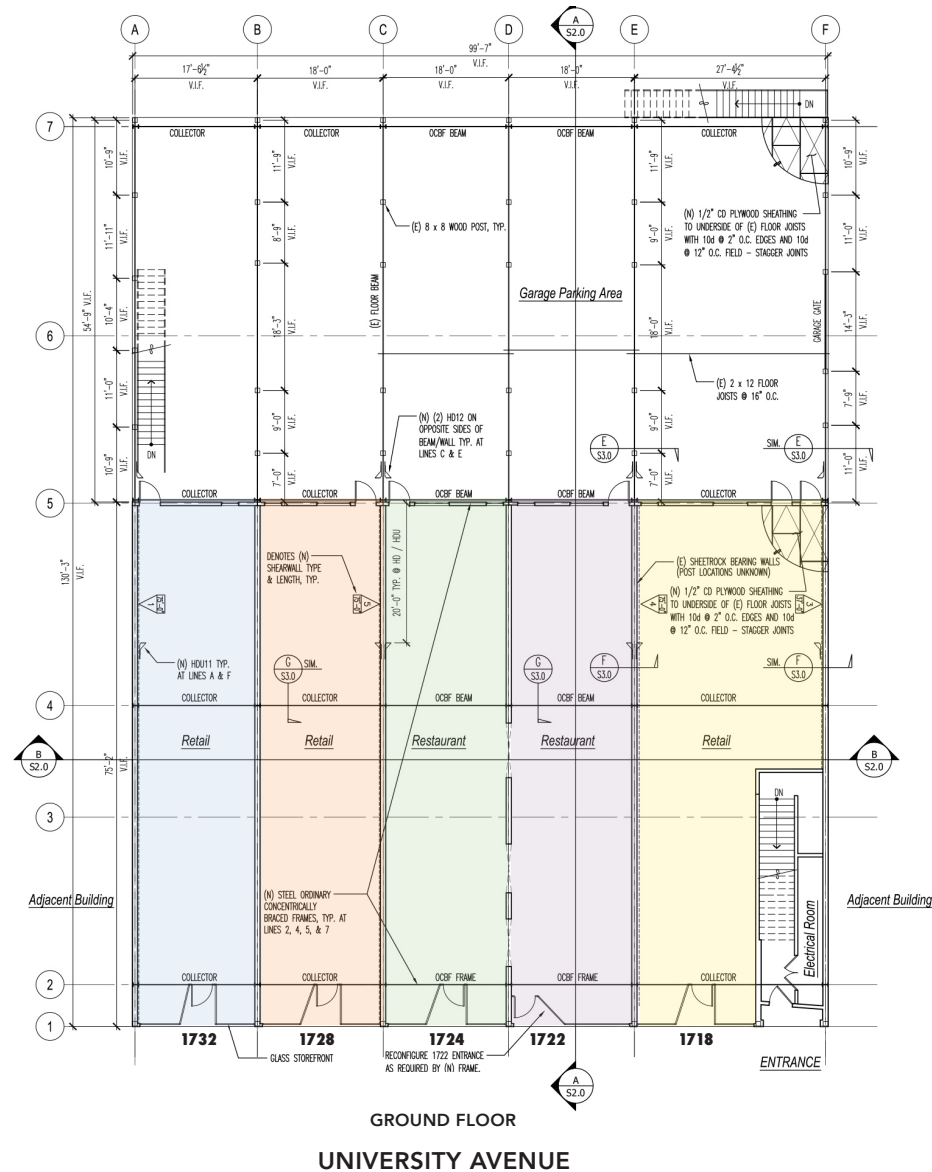 A
B
C
D
E
F
A
S2.0
99'-7"
V.I.F.
17'-6½"
V.I.F.
18'-0"
V.I.F.
18'-0"
V.I.F.
18'-0"
V.I.F.
27'-4½"
V.I.F.
DN
7
COLLECTOR
COLLECTOR
OCBF BEAM
OCBF BEAM
COLLECTOR
10'-9"
V.I.F.
11'-11"
V.I.F.
10'-4"
V.I.F.
11'-0"
V.I.F.
10'-9"
V.I.F.
54'-9" V.I.F.
11'-9"
V.I.F.
8'-9"
V.I.F.
18'-3"
V.I.F.
9'-0"
V.I.F.
7'-0"
V.I.F.
11'-9"
V.I.F.
9'-0"
V.I.F.
18'-0"
V.I.F.
9'-0"
V.I.F.
7'-0"
V.I.F.
10'-9"
V.I.F.
11'-0"
V.I.F.
14'-3"
V.I.F.
7'-9"
V.I.F.
11'-0"
V.I.F.
(E) 8 x 8 WOOD POST, TYP.
(N) 1/2" CD PLYWOOD SHEATHING
TO UNDERSIDE OF (E) FLOOR JOISTS
WITH 10d @ 2" O.C. EDGES AND 10d
@ 12" O.C. FIELD – STAGGER JOINTS
(E) FLOOR BEAM
Garage Parking Area
GARAGE GATE
6
(E) 2 x 12 FLOOR
JOISTS @ 16" O.C.
(N) (2) HD12 ON
OPPOSITE SIDES OF
BEAM/WALL TYP. AT
LINES C & E
E
S3.0
SIM.
E
S3.0
DN
5
COLLECTOR
COLLECTOR
OCBF BEAM
OCBF BEAM
COLLECTOR
130'-3"
V.I.F.
DENOTES (N)
SHEARWALL TYPE
& LENGTH, TYP.
20'-0" TYP. @ HD / HDU
(E) SHEETROCK BEARING WALLS
(POST LOCATIONS UNKNOWN)
(N) 1/2" CD PLYWOOD SHEATHING
TO UNDERSIDE OF (E) FLOOR JOISTS
WITH 10d @ 2" O.C. EDGES AND 10d
@ 12" O.C. FIELD – STAGGER JOINTS
1
5
4
3
(N) HDU11 TYP.
AT LINES A & F
G
S3.0
SIM.
G
S3.0
F
S3.0
SIM.
F
S3.0
4
COLLECTOR
COLLECTOR
OCBF BEAM
OCBF BEAM
COLLECTOR
Retail
Retail
Restaurant
Restaurant
Retail
B
S2.0
B
S2.0
75'-2"
V.I.F.
DN
3
Adjacent Building
(N) STEEL ORDINARY
CONCENTRICALLY
BRACED FRAMES, TYP. AT
LINES 2, 4, 5, & 7
Electrical Room
Adjacent Building
2
COLLECTOR
COLLECTOR
OCBF FRAME
OCBF FRAME
COLLECTOR
1
1732
1728
1724
1722
1718
GLASS STOREFRONT
RECONFIGURE 1722 ENTRANCE
AS REQUIRED BY (N) FRAME.
ENTRANCE
A
S2.0
GROUND FLOOR
UNIVERSITY AVENUE